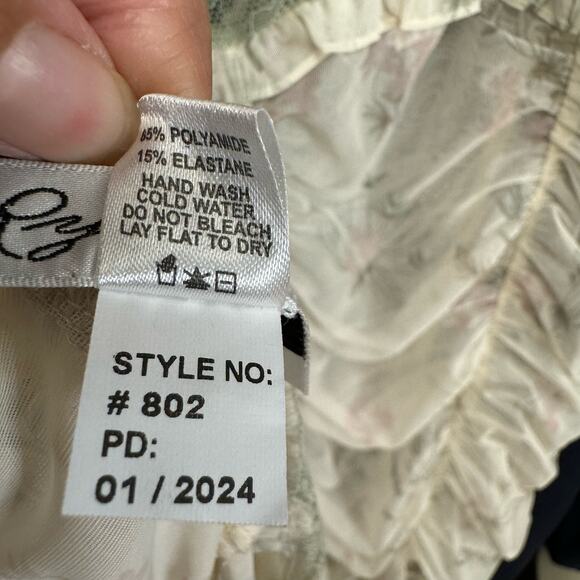 % POLYAMIDE
15% ELASTANE
HAND WASH
COLD WATER
DO NOT BLEACH
LAY FLAT TO DRY
STYLE NO:
# 802
PD:
01 / 2024